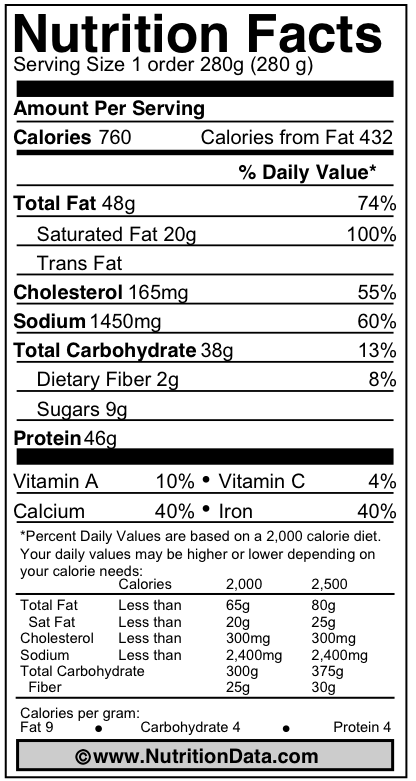 Nutrition Facts
Serving Size 1 order 280g (280 g)
Amount Per Serving
Calories 760 Calories from Fat 432
% Daily Value*
Total Fat 48g 74%
Saturated Fat 20g 100%
Trans Fat
Cholesterol 165mg 55%
Sodium 1450mg 60%
Total Carbohydrate 38g 13%
Dietary Fiber 2g 8%
Sugars 9g
Protein 46g
Vitamin A 10% • Vitamin C 4%
Calcium 40% • Iron 40%
*Percent Daily Values are based on a 2,000 calorie diet.
Your daily values may be higher or lower depending on
your calorie needs:
Calories 2,000 2,500
Total Fat Less than 65g 80g
Sat Fat Less than 20g 25g
Cholesterol Less than 300mg 300mg
Sodium Less than 2,400mg 2,400mg
Total Carbohydrate 300g 375g
Fiber 25g 30g
Calories per gram:
Fat 9 • Carbohydrate 4 • Protein 4
©www.NutritionData.com